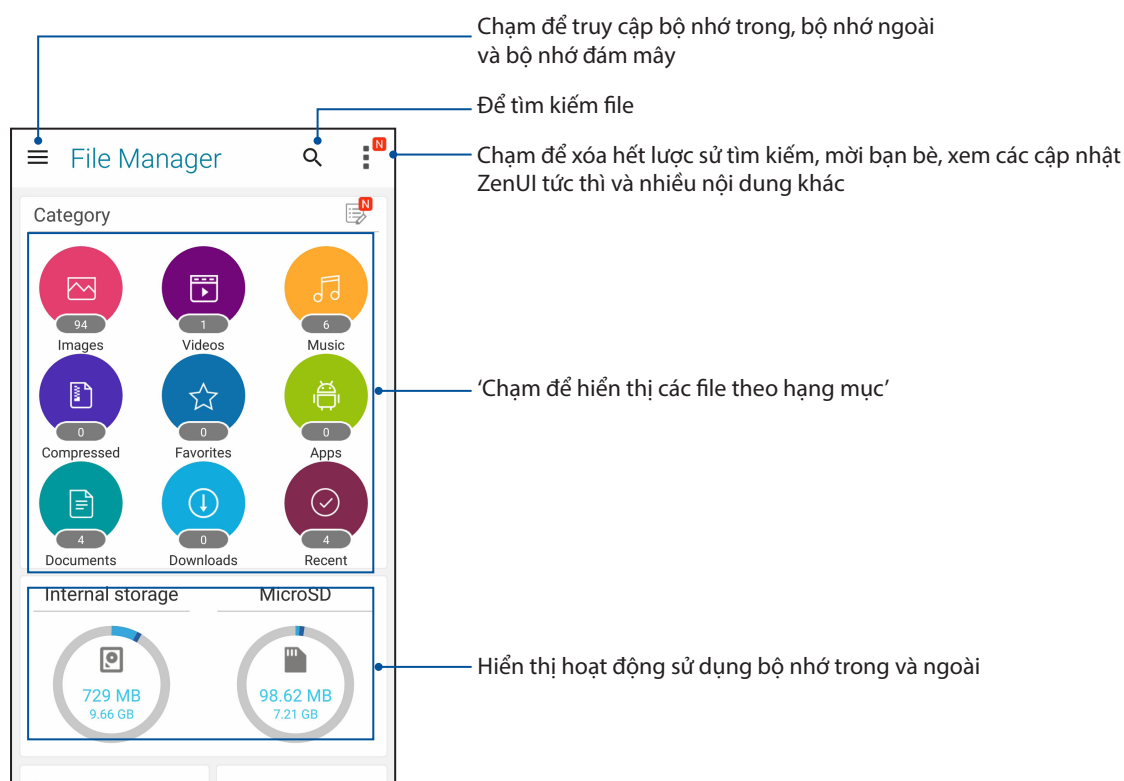 Chạm để truy cập bộ nhớ trong, bộ nhớ ngoài
và bộ nhớ đám mây
Để tìm kiếm file
File Manager
N
Chạm để xóa hết lược sử tìm kiếm, mời bạn bè, xem các cập nhật
ZenUI tức thì và nhiều nội dung khác
Category
N
94
1
6
Images
Videos
Music
‘Chạm để hiển thị các file theo hạng mục’
0
0
0
Compressed
Favorites
Apps
4
0
4
Documents
Downloads
Recent
Internal storage
MicroSD
Hiển thị hoạt động sử dụng bộ nhớ trong và ngoài
729 MB
9.66 GB
98.62 MB
7.21 GB